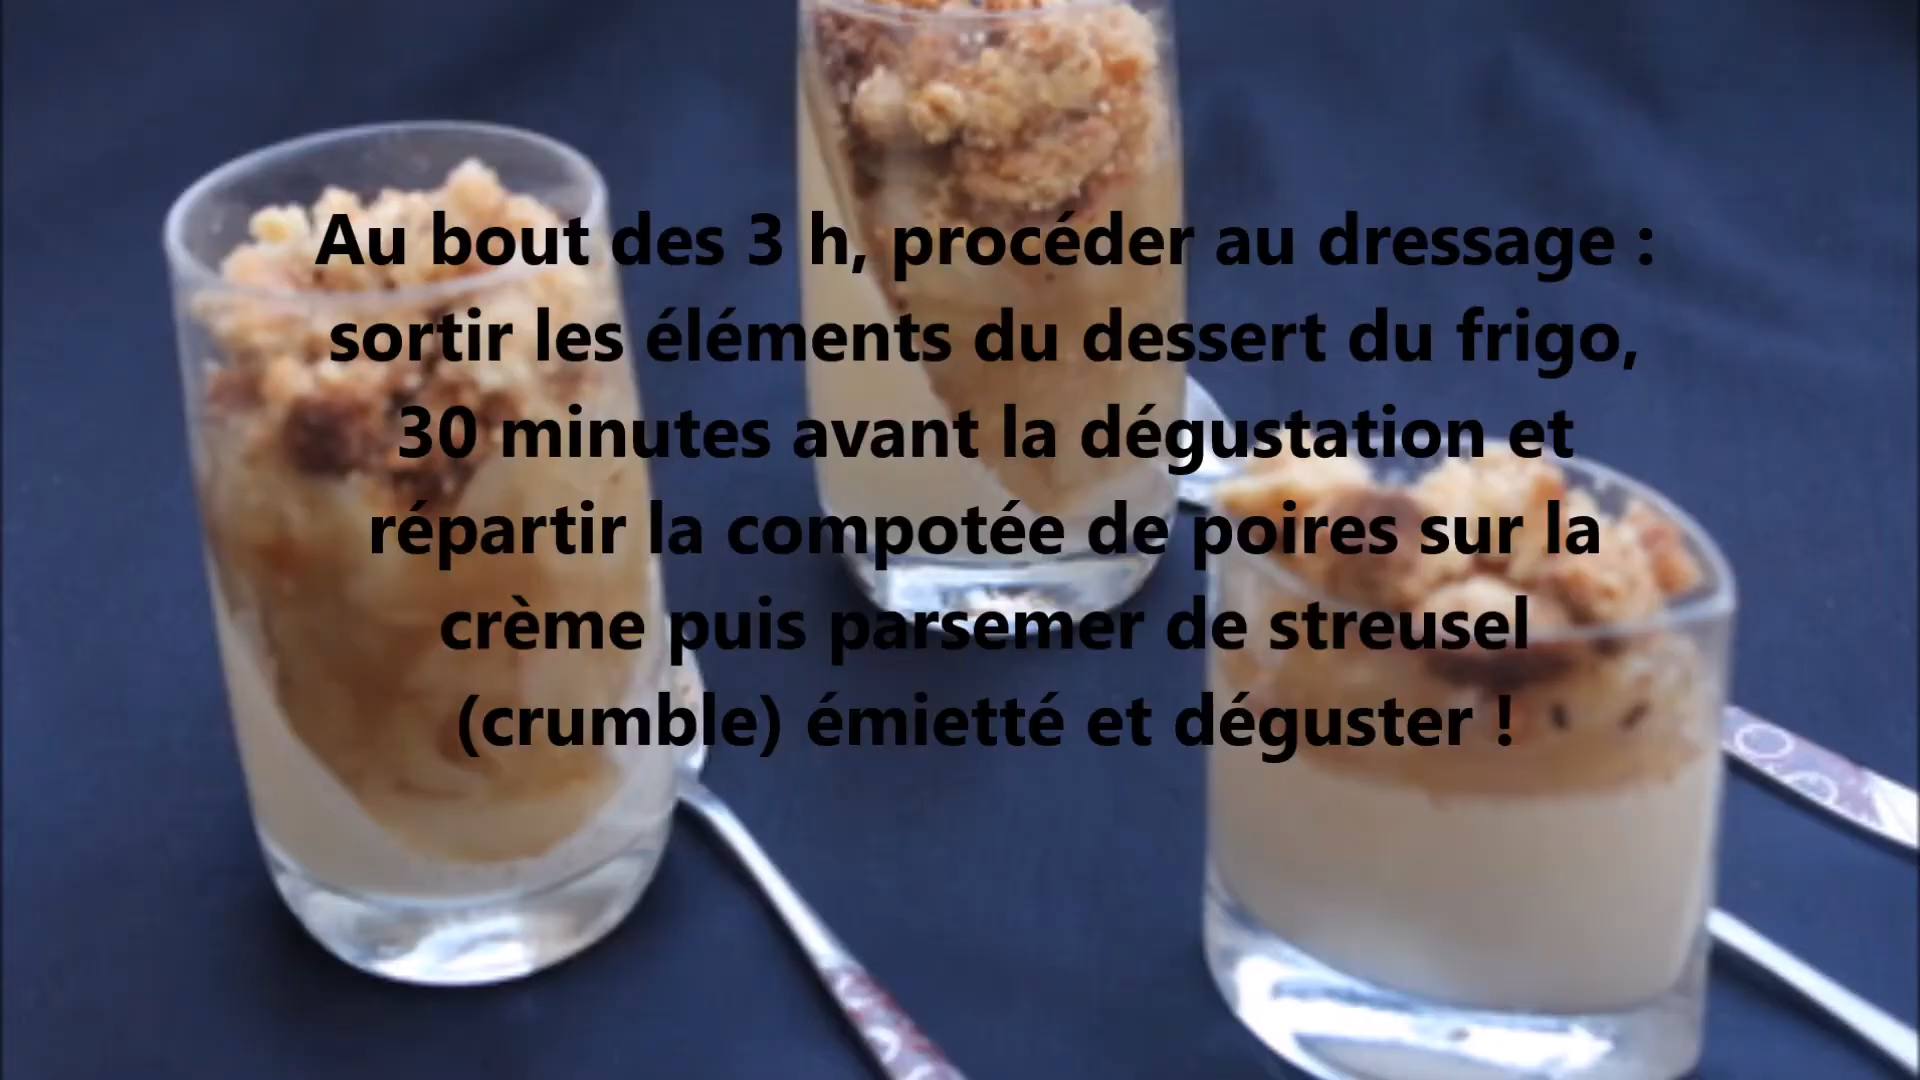 Au bout des 3 h, procéder au dressage :
sortir les éléments du dessert du frigo,
30 minutes avant la dégustation et
répartir la compotée de poires sur la
crème puis parsemer de streusel
(crumble) émietté et déguster !